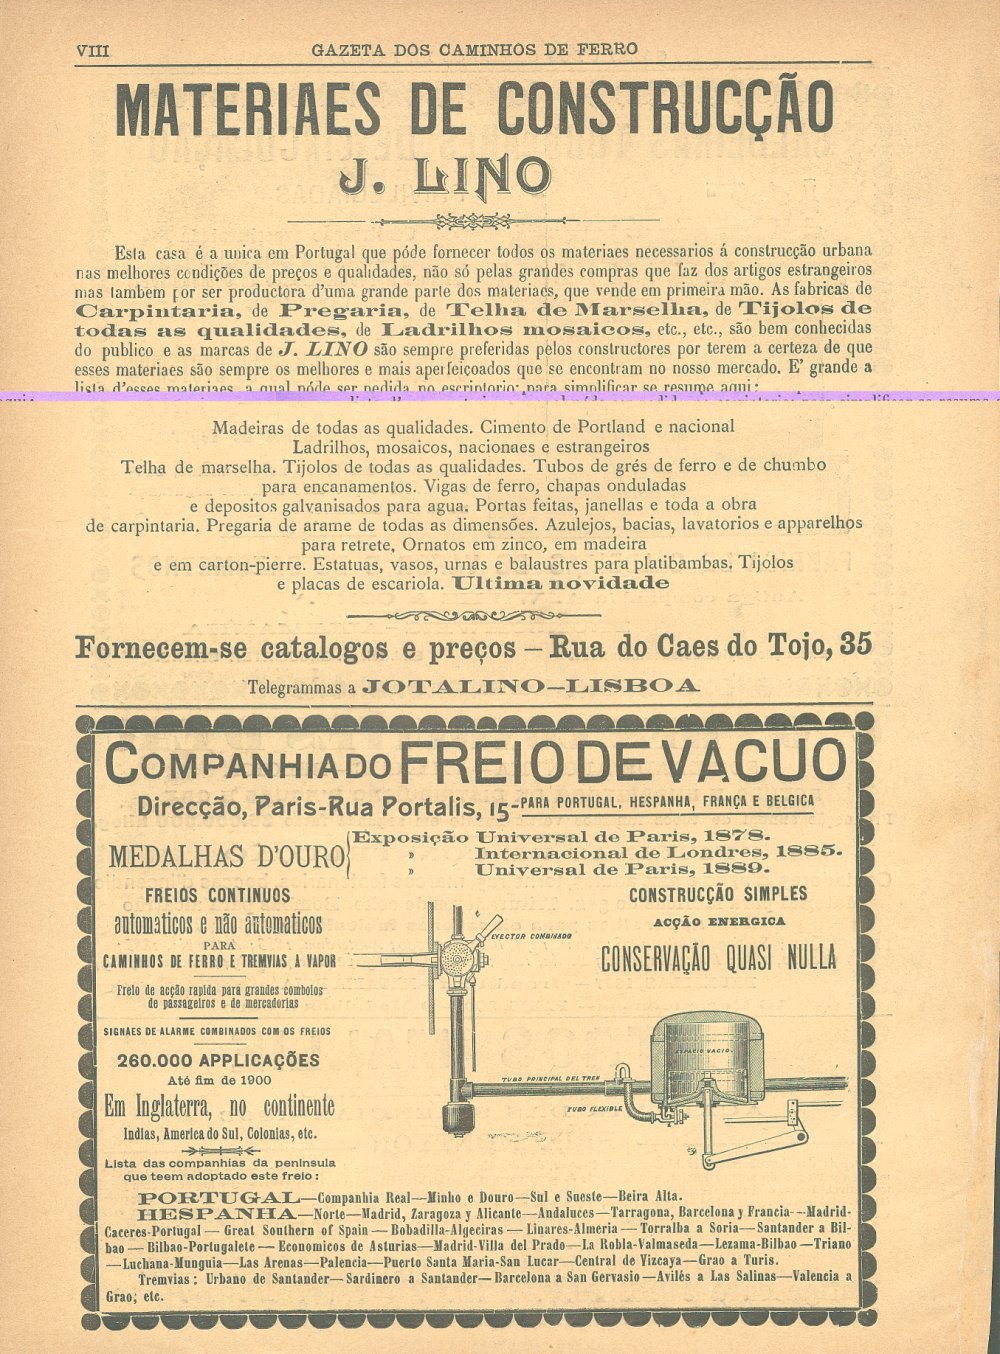 VIII GAZETA DOS CAMINHOS DE FERRO
MATERIAES DE CONSTRUCÇÃO
J. LINO
Esta casa é a unica em Portugal que póde fornecer todos os materiaes necessarios á construcção urbana
nas melhores condições de preços e qualidades, não só pelas grandes compras que faz dos artigos estrangeiros
mas tambem por ser productora d'uma grande parte dos materiaes, que vende em primeira mão. As fabricas de
Carpintaria, de Pregaria, de Telha de Marselha, de Tijolos de
todas as qualidades, de Ladrilhos mosaicos, etc., etc., são bem conhecidas
do publico e as marcas de J. LINO são sempre preferidas pelos constructores por terem a certeza de que
esses materiaes são sempre os melhores e mais aperfeiçoados que se encontram no nosso mercado. E' grande a
lista d'esses materiaes, a qual póde ser pedida no escriptorio; para simplificar se resume aqui:
Madeiras de todas as qualidades. Cimento de Portland e nacional
Ladrilhos, mosaicos, nacionaes e estrangeiros
Telha de marselha. Tijolos de todas as qualidades. Tubos de grés de ferro e de chumbo
para encanamentos. Vigas de ferro, chapas onduladas
e depositos galvanisados para agua. Portas feitas, janellas e toda a obra
de carpintaria. Pregaria de arame de todas as dimensões. Azulejos, bacias, lavatorios e apparelhos
para retrete, Ornatos em zinco, em madeira
e em carton-pierre. Estatuas, vasos, urnas e balaustres para platibambas. Tijolos
e placas de escariola. Ultima novidade
Fornecem-se catalogos e preços — Rua do Caes do Tojo, 35
Telegrammas a JOTALINO—LISBOA
COMPANHIA DO FREIO DE VACUO
Direcção, Paris-Rua Portalis, 15-PARA PORTUGAL, HESPANHA, FRANÇA E BELGICA
MEDALHAS D'OURO
Exposição Universal de Paris, 1878.
» Internacional de Londres, 1885.
» Universal de Paris, 1889.
FREIOS CONTINUOS
automaticos e não automaticos
PARA
CAMINHOS DE FERRO E TREMVIAS A VAPOR
Freio de acção rapida para grandes comboios
de passageiros e de mercadorias
SIGNAES DE ALARME COMBINADOS COM OS FREIOS
260.000 APPLICAÇÕES
Até fim de 1900
Em Inglaterra, no continente
Indias, America do Sul, Colonias, etc.
Lista das companhias da peninsula
que teem adoptado este freio:
CONSTRUCÇÃO SIMPLES
ACÇÃO ENERGICA
CONSERVAÇÃO QUASI NULLA
EYECTOR COMBINADO
ESPACIO VACIO
TUBO PRINCIPAL DEL TREN
TUBO FLEXIBLE
PORTUGAL—Companhia Real—Minho e Douro—Sul e Sueste—Beira Alta.
HESPANHA—Norte—Madrid, Zaragoza y Alicante—Andaluces—Tarragona, Barcelona y Francia—Madrid-
Caceres-Portugal — Great Southern of Spain — Bobadilla-Algeciras — Linares-Almeria — Torralba a Soria—Santander a Bil-
bao — Bilbao-Portugalete — Economicos de Asturias—Madrid-Villa del Prado—La Robla-Valmaseda—Lezama-Bilbao —Triano
—Luchana-Munguia—Las Arenas—Palencia—Puerto Santa Maria-San Lucar—Central de Vizcaya—Grao a Turis.
Tremvias: Urbano de Santander—Sardinero a Santander—Barcelona a San Gervasio—Avilés a Las Salinas—Valencia a
Grao, etc.